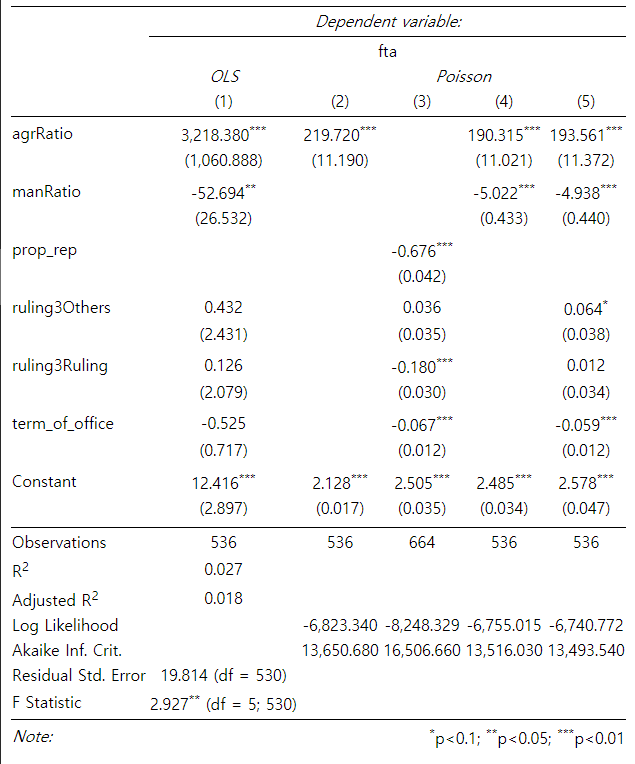 Dependent variable:
fta
OLS Poisson
(1) (2) (3) (4) (5)
agrRatio 3,218.380*** 219.720*** 190.315*** 193.561***
(1,060.888) (11.190) (11.021) (11.372)
manRatio -52.694** -5.022*** -4.938***
(26.532) (0.433) (0.440)
prop_rep -0.676***
(0.042)
ruling3Others 0.432 0.036 0.064*
(2.431) (0.035) (0.038)
ruling3Ruling 0.126 -0.180*** 0.012
(2.079) (0.030) (0.034)
term_of_office -0.525 -0.067*** -0.059***
(0.717) (0.012) (0.012)
Constant 12.416*** 2.128*** 2.505*** 2.485*** 2.578***
(2.897) (0.017) (0.035) (0.034) (0.047)
Observations 536 536 664 536 536
R2 0.027
Adjusted R2 0.018
Log Likelihood -6,823.340 -8,248.329 -6,755.015 -6,740.772
Akaike Inf. Crit. 13,650.680 16,506.660 13,516.030 13,493.540
Residual Std. Error 19.814 (df = 530)
F Statistic 2.927** (df = 5; 530)
Note: *p<0.1; **p<0.05; ***p<0.01